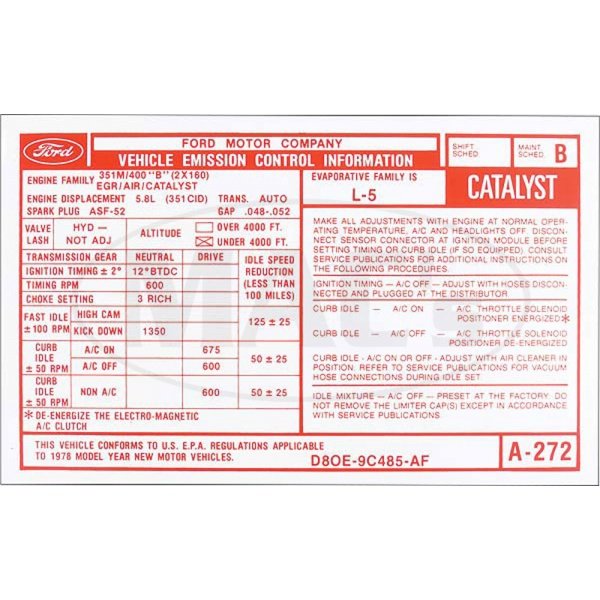 Ford
FORD MOTOR COMPANY
VEHICLE EMISSION CONTROL INFORMATION
SHIFT SCHED
MAINT SCHED. B
ENGINE FAMILY 351M/400 "B" (2X160)
EGR/AIR/CATALYST
ENGINE DISPLACEMENT 5.8L (351CID) TRANS. AUTO
SPARK PLUG ASF-52 GAP .048-.052
EVAPORATIVE FAMILY IS
L-5
CATALYST
VALVE LASH HYD – NOT ADJ
ALTITUDE
OVER 4000 FT.
UNDER 4000 FT.
TRANSMISSION GEAR NEUTRAL DRIVE IDLE SPEED REDUCTION (LESS THAN 100 MILES)
IGNITION TIMING ± 2° 12° BTDC
TIMING RPM 600
CHOKE SETTING 3 RICH
FAST IDLE ± 100 RPM HIGH CAM
KICK DOWN 1350
125 ± 25
CURB IDLE ± 50 RPM A/C ON 675
A/C OFF 600
50 ± 25
CURB IDLE ± 50 RPM NON A/C 600 50 ± 25
* DE-ENERGIZE THE ELECTRO-MAGNETIC
A/C CLUTCH
MAKE ALL ADJUSTMENTS WITH ENGINE AT NORMAL OPER-
ATING TEMPERATURE, A/C AND HEADLIGHTS OFF. DISCON-
NECT SENSOR CONNECTOR AT IGNITION MODULE BEFORE
SETTING TIMING OR CURB IDLE (IF SO EQUIPPED). CONSULT
SERVICE PUBLICATIONS FOR ADDITIONAL INSTRUCTIONS ON
THE FOLLOWING PROCEDURES.
IGNITION TIMING – A/C OFF – ADJUST WITH HOSES DISCON-
NECTED AND PLUGGED AT THE DISTRIBUTOR
CURB IDLE – A/C ON – A/C THROTTLE SOLENOID
POSITIONER ENERGIZED*
CURB IDLE – A/C OFF – A/C THROTTLE SOLENOID
POSITIONER DE-ENERGIZED
CURB IDLE – A/C ON OR OFF - ADJUST WITH AIR CLEANER IN
POSITION. REFER TO SERVICE PUBLICATIONS FOR VACUUM
HOSE CONNECTIONS DURING IDLE SET.
IDLE MIXTURE – A/C OFF – PRESET AT THE FACTORY. DO
NOT REMOVE THE LIMITER CAP(S) EXCEPT IN ACCORDANCE
WITH SERVICE PUBLICATIONS
THIS VEHICLE CONFORMS TO U.S. E.P.A. REGULATIONS APPLICABLE
TO 1978 MODEL YEAR NEW MOTOR VEHICLES.
D8OE-9C485-AF
A-272